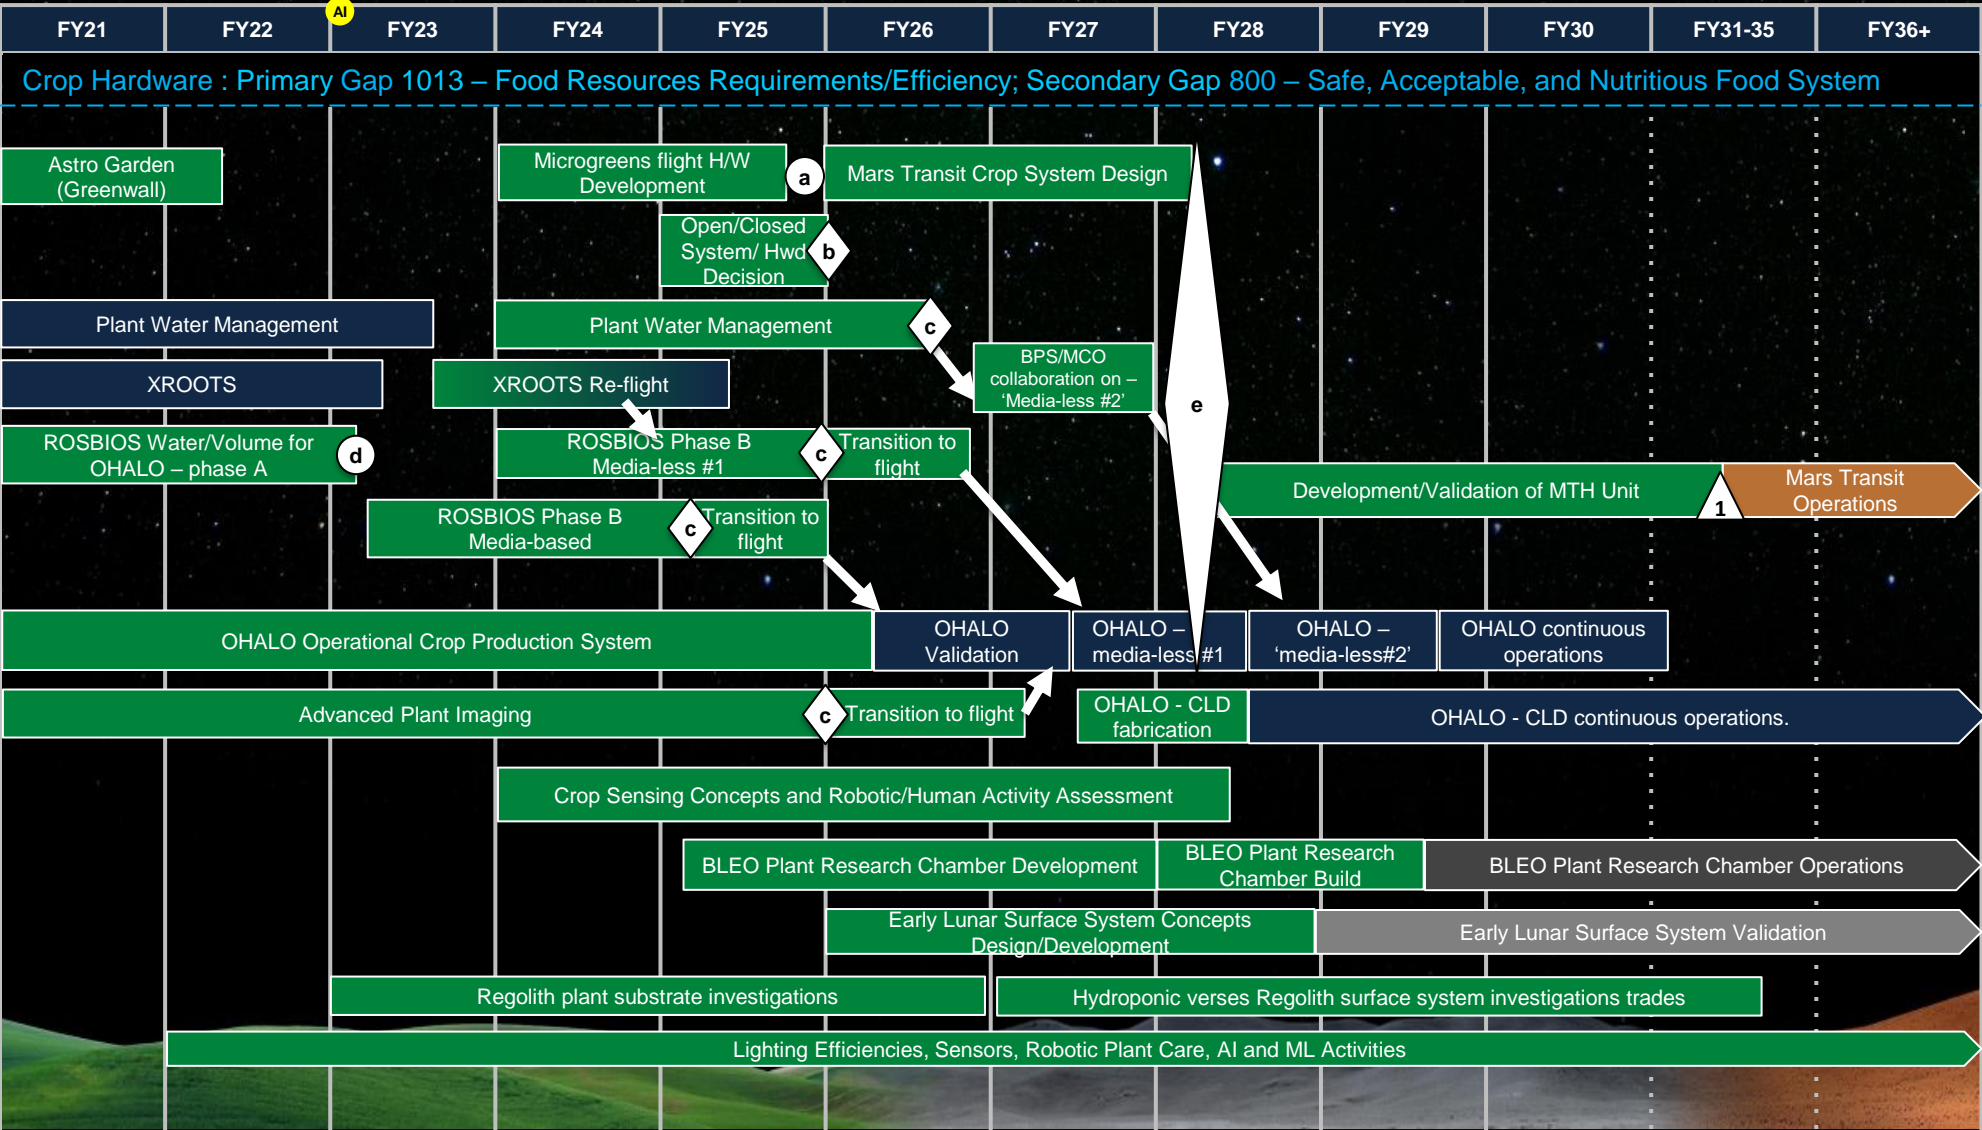 AI
FY21
FY22
FY23
FY24
FY25
FY26
FY27
FY28
FY29
FY30
FY31-35
FY36+
Crop Hardware : Primary Gap 1013 – Food Resources Requirements/Efficiency; Secondary Gap 800 – Safe, Acceptable, and Nutritious Food System
Astro Garden
(Greenwall)
Microgreens flight H/W
Development
a
Mars Transit Crop System Design
Open/Closed
System/ Hwd
Decision
b
Plant Water Management
Plant Water Management
c
BPS/MCO
collaboration on –
‘Media-less #2’
e
XROOTS
XROOTS Re-flight
ROSBIOS Water/Volume for
OHALO – phase A
d
ROSBIOS Phase B
Media-less #1
c
Transition to
flight
Development/Validation of MTH Unit
1
Mars Transit
Operations
ROSBIOS Phase B
Media-based
c
Transition to
flight
OHALO Operational Crop Production System
OHALO
Validation
OHALO –
media-less #1
OHALO –
‘media-less#2’
OHALO continuous
operations
Advanced Plant Imaging
c
Transition to flight
OHALO - CLD
fabrication
OHALO - CLD continuous operations.
Crop Sensing Concepts and Robotic/Human Activity Assessment
BLEO Plant Research Chamber Development
BLEO Plant Research
Chamber Build
BLEO Plant Research Chamber Operations
Early Lunar Surface System Concepts
Design/Development
Early Lunar Surface System Validation
Regolith plant substrate investigations
Hydroponic verses Regolith surface system investigations trades
Lighting Efficiencies, Sensors, Robotic Plant Care, AI and ML Activities